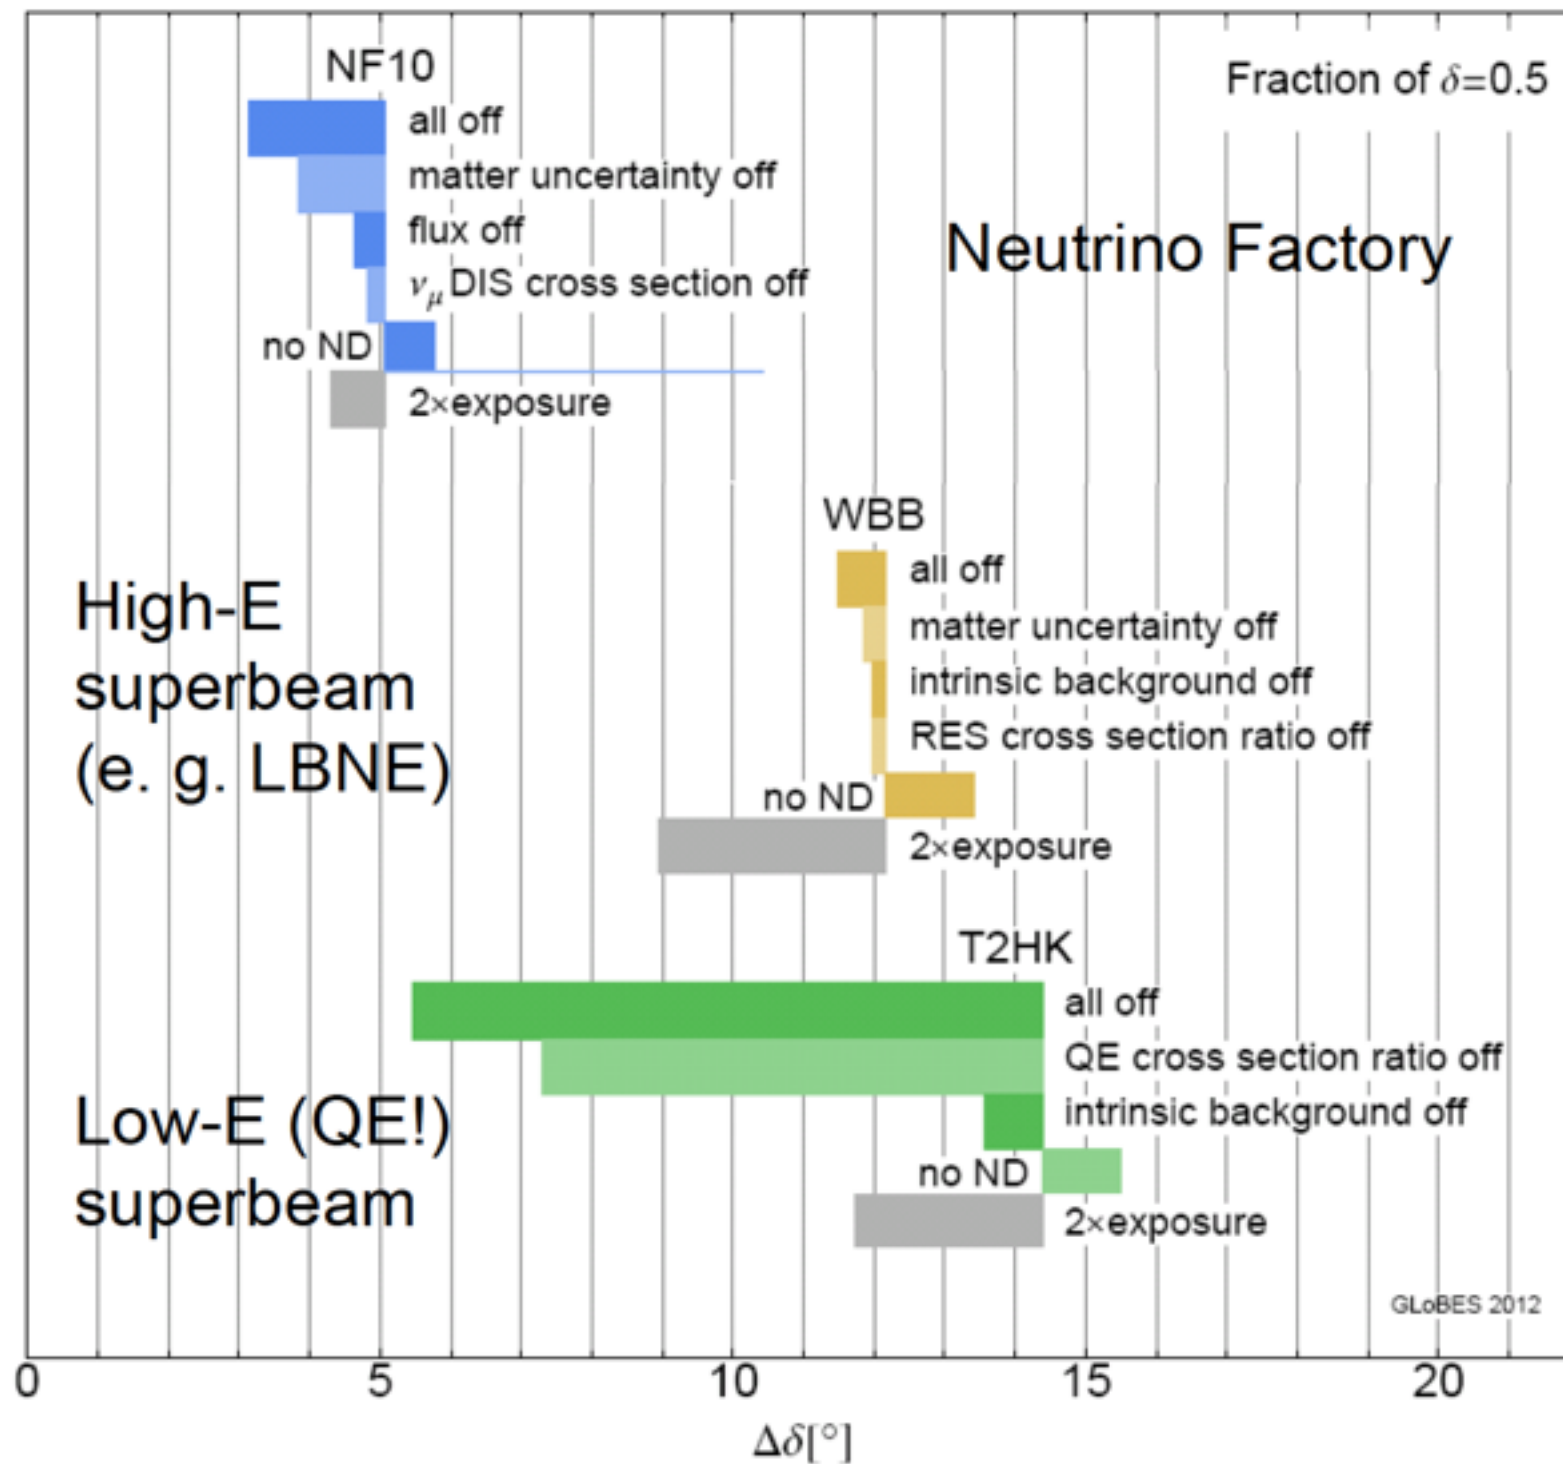 NF10
Fraction of δ=0.5
all off
matter uncertainty off
flux off
νμ DIS cross section off
no ND
2×exposure
Neutrino Factory
WBB
all off
matter uncertainty off
intrinsic background off
RES cross section ratio off
no ND
2×exposure
High-E
superbeam
(e. g. LBNE)
T2HK
all off
QE cross section ratio off
intrinsic background off
no ND
2×exposure
Low-E (QE!)
superbeam
GLoBES 2012
0 5 10 15 20
Δδ[°]